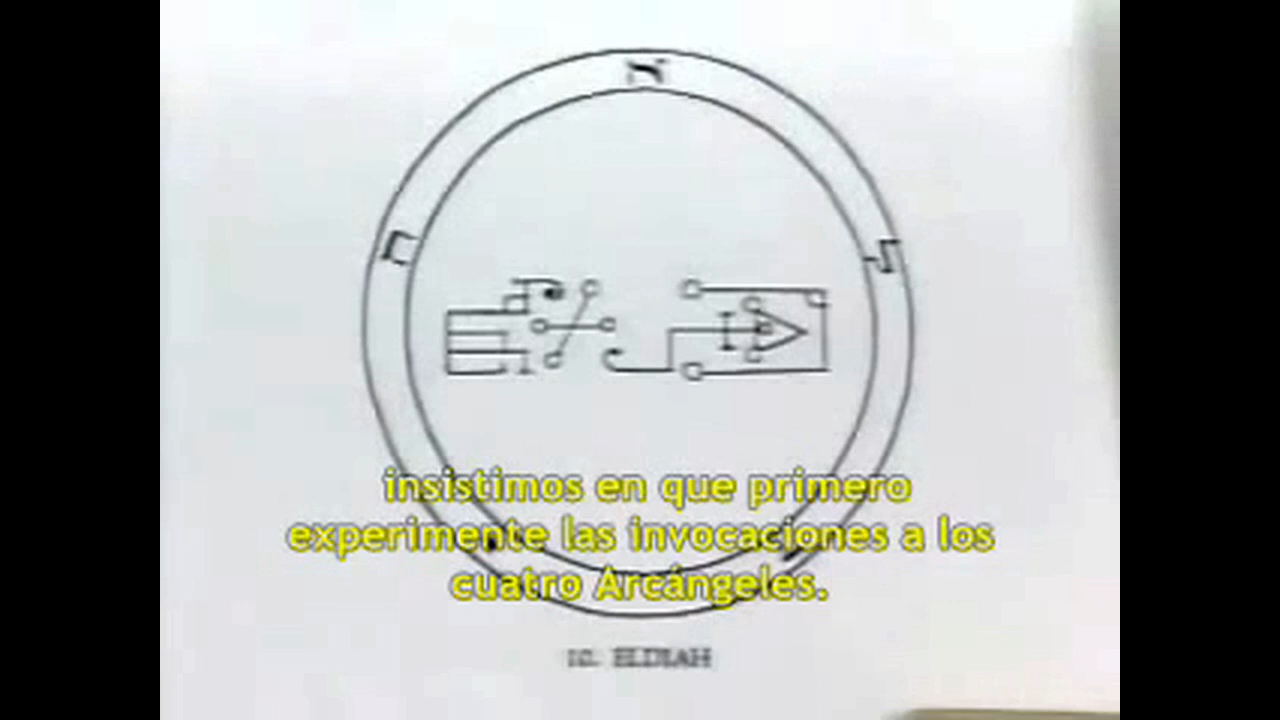 insistimos en que primero
experimente las invocaciones a los
cuatro Arcángeles.
10. ELDIAH